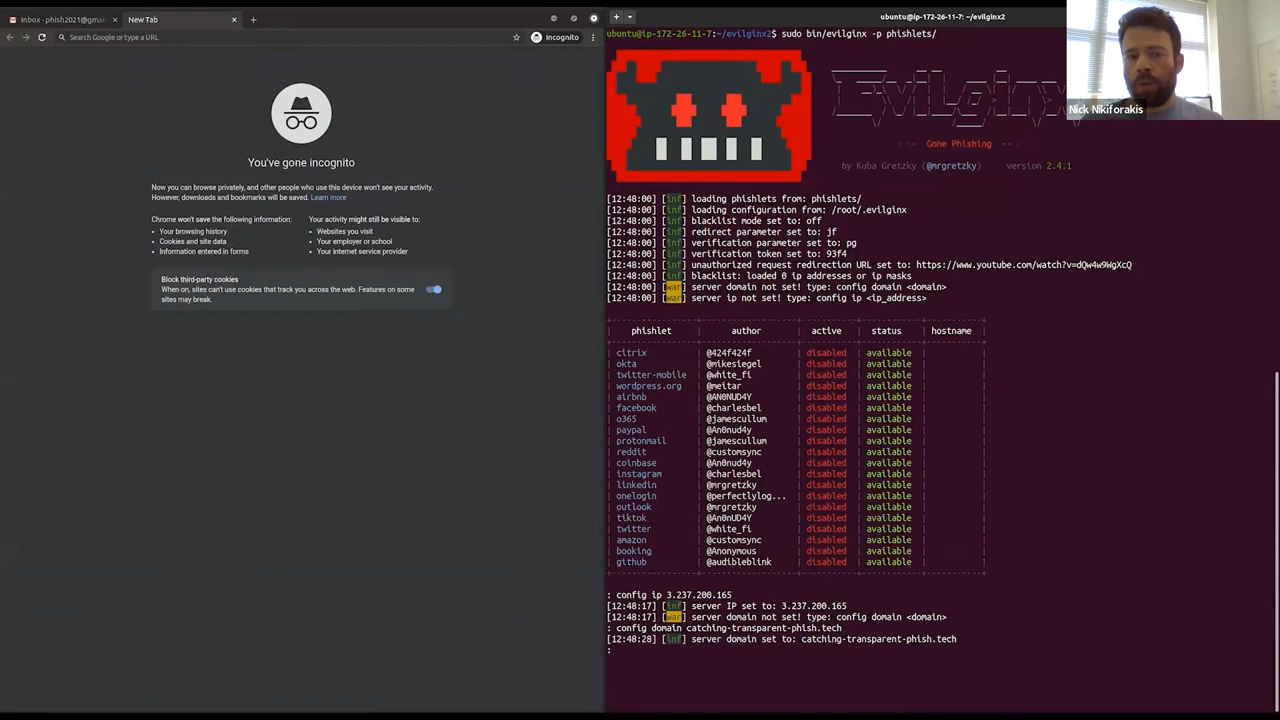 Inbox - phish2021@gmai
New Tab
Search Google or type a URL
Incognito
You've gone incognito
Now you can browse privately, and other people who use this device won't see your activity.
However, downloads and bookmarks will be saved. Learn more
Chrome won't save the following information:
Your browsing history
Cookies and site data
Information entered in forms
Your activity might still be visible to:
Websites you visit
Your employer or school
Your internet service provider
Block third-party cookies
When on, sites can't use cookies that track you across the web. Features on some
sites may break.
ubuntu@ip-172-26-11-7: ~/evilginx2
ubuntu@ip-172-26-11-7:~/evilginx2$ sudo bin/evilginx -p phishlets/
Evilginx
Nick Nikiforakis
- -- Gone Phishing -- -
by Kuba Gretzky (@mrgretzky) version 2.4.1
[12:48:00] [inf] loading phishlets from: phishlets/
[12:48:00] [inf] loading configuration from: /root/.evilginx
[12:48:00] [inf] blacklist mode set to: off
[12:48:00] [inf] redirect parameter set to: jf
[12:48:00] [inf] verification parameter set to: pg
[12:48:00] [inf] verification token set to: 93f4
[12:48:00] [inf] unauthorized request redirection URL set to: https://www.youtube.com/watch?v=dQw4w9WgXcQ
[12:48:00] [inf] blacklist: loaded 0 ip addresses or ip masks
[12:48:00] [war] server domain not set! type: config domain <domain>
[12:48:00] [war] server ip not set! type: config ip <ip_address>
| phishlet | author | active | status | hostname |
| citrix | @424f424f | disabled | available | |
| okta | @mikesiegel | disabled | available | |
| twitter-mobile | @white_fi | disabled | available | |
| wordpress.org | @meitar | disabled | available | |
| airbnb | @AN0NUD4Y | disabled | available | |
| facebook | @charlesbel | disabled | available | |
| o365 | @jamescullum | disabled | available | |
| paypal | @An0nud4y | disabled | available | |
| protonmail | @jamescullum | disabled | available | |
| reddit | @customsync | disabled | available | |
| coinbase | @An0nud4y | disabled | available | |
| instagram | @charlesbel | disabled | available | |
| linkedin | @mrgretzky | disabled | available | |
| onelogin | @perfectlylog... | disabled | available | |
| outlook | @mrgretzky | disabled | available | |
| tiktok | @An0nUD4Y | disabled | available | |
| twitter | @white_fi | disabled | available | |
| amazon | @customsync | disabled | available | |
| booking | @Anonymous | disabled | available | |
| github | @audibleblink | disabled | available | |
: config ip 3.237.200.165
[12:48:17] [inf] server IP set to: 3.237.200.165
[12:48:17] [war] server domain not set! type: config domain <domain>
: config domain catching-transparent-phish.tech
[12:48:28] [inf] server domain set to: catching-transparent-phish.tech
: